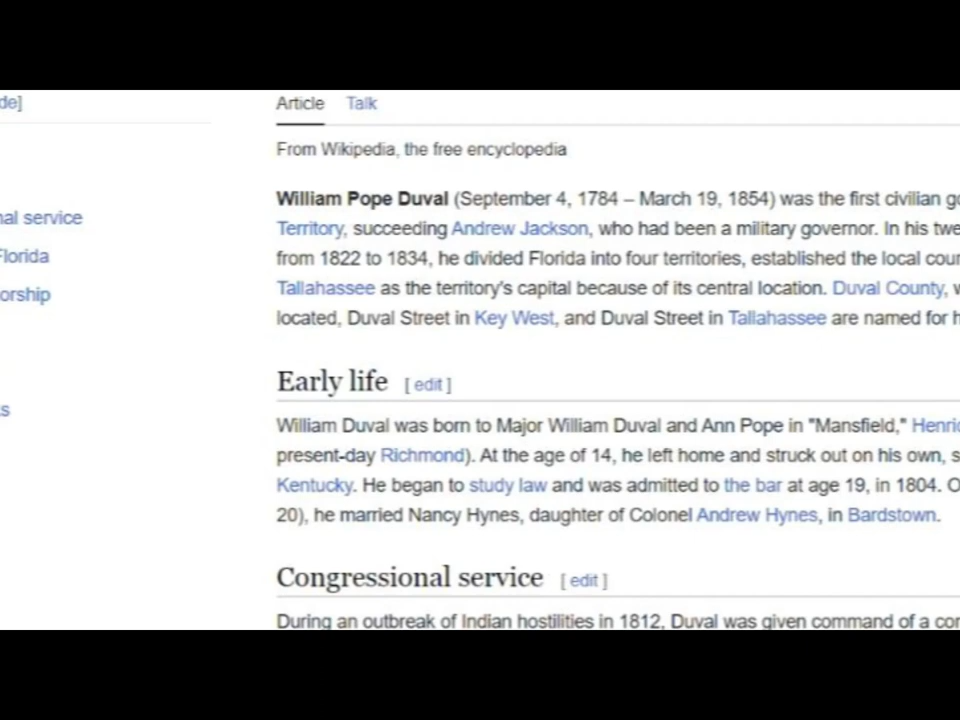 de]
Article Talk
From Wikipedia, the free encyclopedia
William Pope Duval (September 4, 1784 – March 19, 1854) was the first civilian go
nal service
Territory, succeeding Andrew Jackson, who had been a military governor. In his twe
Florida
from 1822 to 1834, he divided Florida into four territories, established the local cour
orship
Tallahassee as the territory's capital because of its central location. Duval County, w
located, Duval Street in Key West, and Duval Street in Tallahassee are named for h
Early life [ edit ]
s
William Duval was born to Major William Duval and Ann Pope in "Mansfield," Henric
present-day Richmond). At the age of 14, he left home and struck out on his own, s
Kentucky. He began to study law and was admitted to the bar at age 19, in 1804. O
20), he married Nancy Hynes, daughter of Colonel Andrew Hynes, in Bardstown.
Congressional service [ edit ]
During an outbreak of Indian hostilities in 1812, Duval was given command of a con